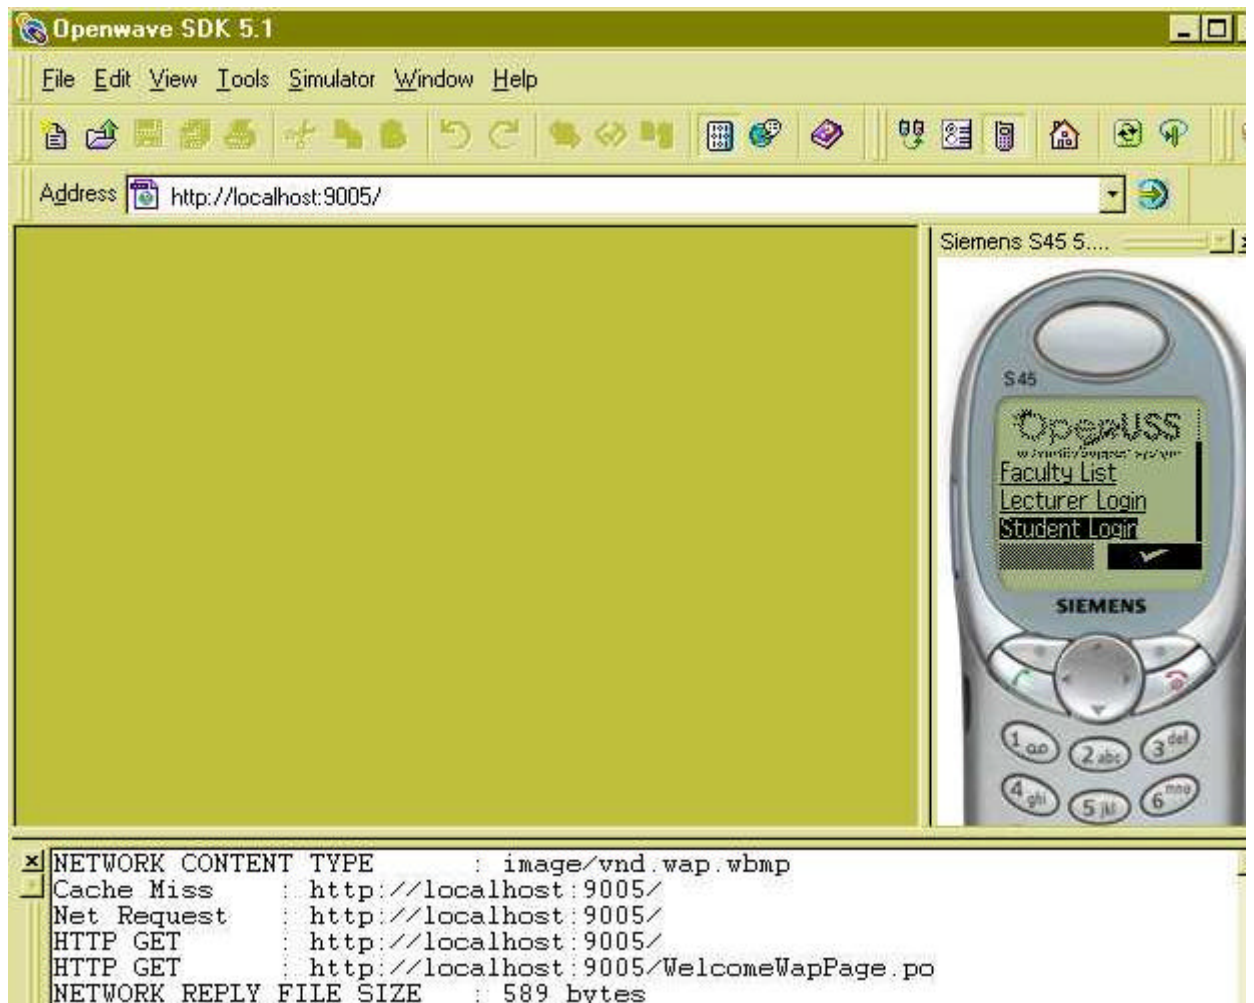 Openwave SDK 5.1
File Edit View Tools Simulator Window Help
Address http://localhost:9005/
Siemens S45 5....
S45
OpenUSS
Faculty List
Lecturer Login
Student Login
SIEMENS
1 2 abc 3 def
4 ghi 5 jkl 6 mno
NETWORK CONTENT TYPE : image/vnd.wap.wbmp
Cache Miss : http://localhost:9005/
Net Request : http://localhost:9005/
HTTP GET : http://localhost:9005/
HTTP GET : http://localhost:9005/WelcomeWapPage.po
NETWORK REPLY FILE SIZE : 589 bytes